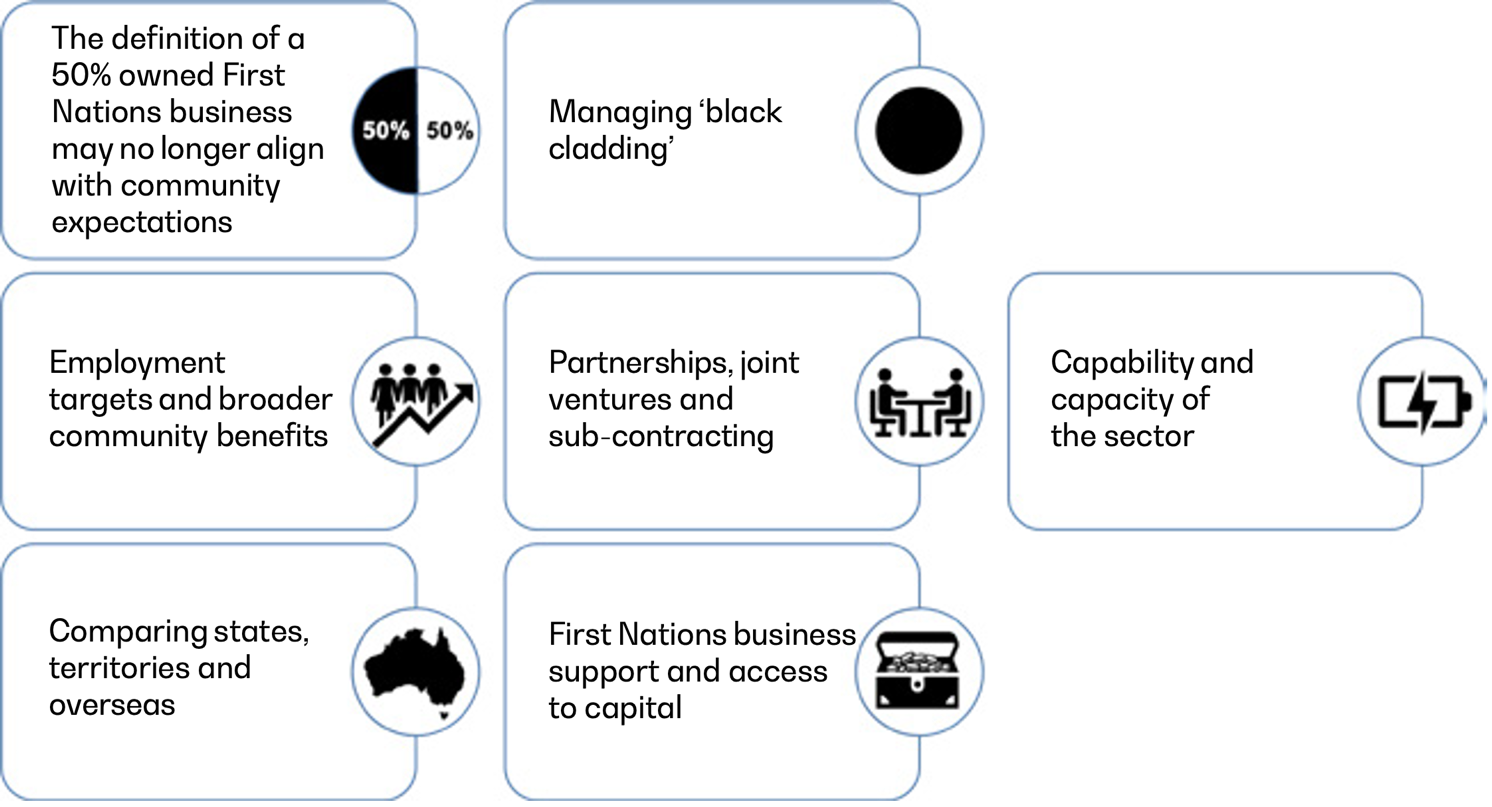 The definition of a
50% owned First
Nations business
may no longer align
with community
expectations
50% 50%
Managing ‘black
cladding’
Employment
targets and broader
community benefits
Partnerships, joint
ventures and
sub-contracting
Capability and
capacity of
the sector
Comparing states,
territories and
overseas
First Nations business
support and access
to capital